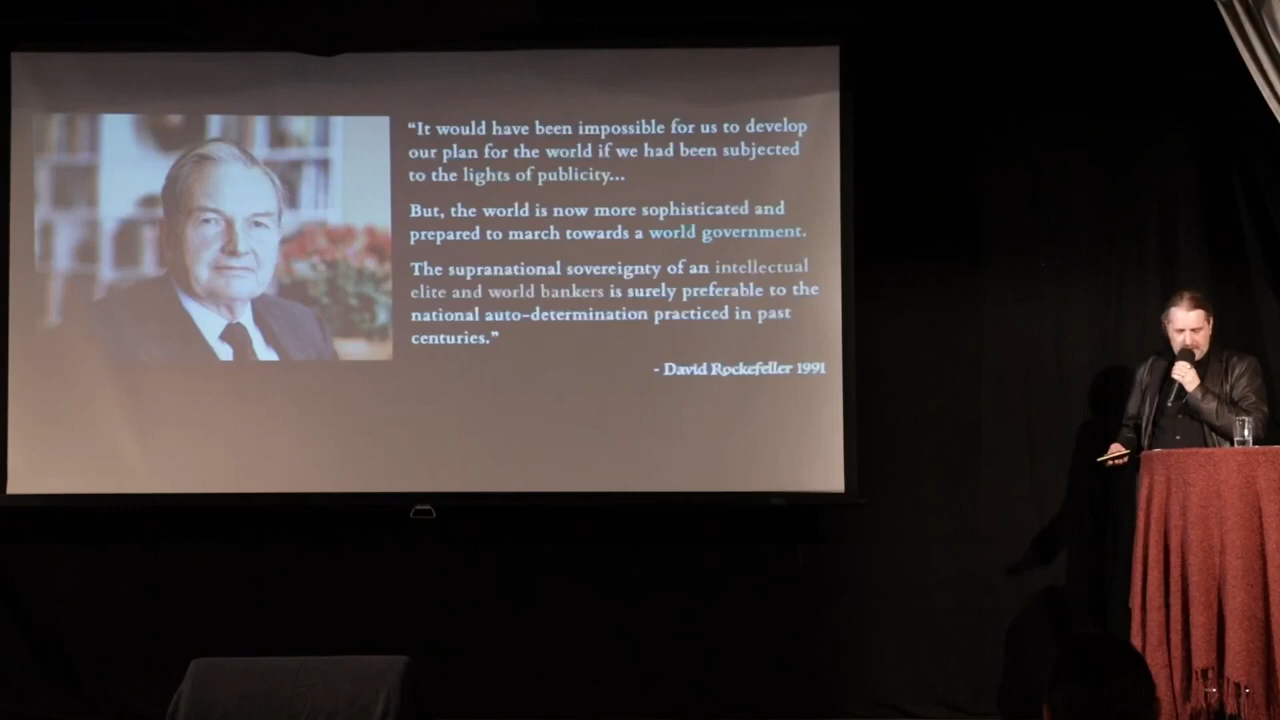 “It would have been impossible for us to develop
our plan for the world if we had been subjected
to the lights of publicity...
But, the world is now more sophisticated and
prepared to march towards a world government.
The supranational sovereignty of an intellectual
elite and world bankers is surely preferable to the
national auto-determination practiced in past
centuries.”
- David Rockefeller 1991